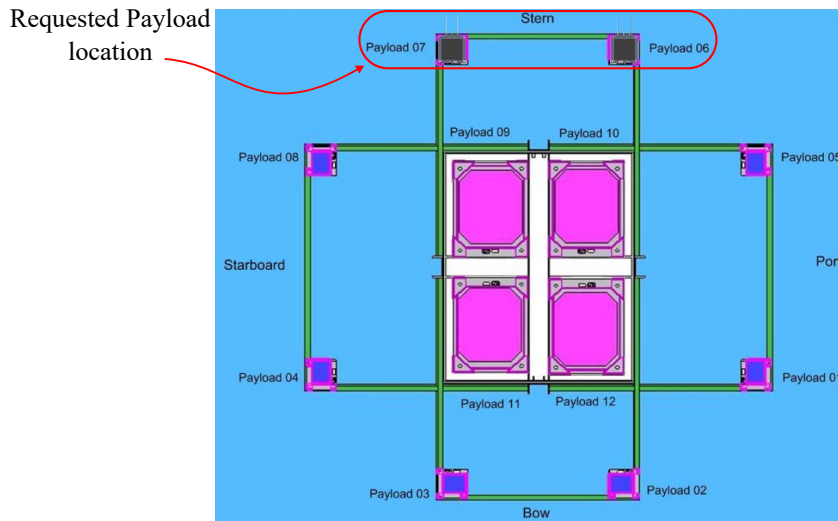 Requested Payload
location
Stern
Payload 07
Payload 06
Payload 09
Payload 10
Payload 08
Payload 05
Starboard
Por
Payload 04
Payload 01
Payload 11
Payload 12
Payload 03
Payload 02
Bow